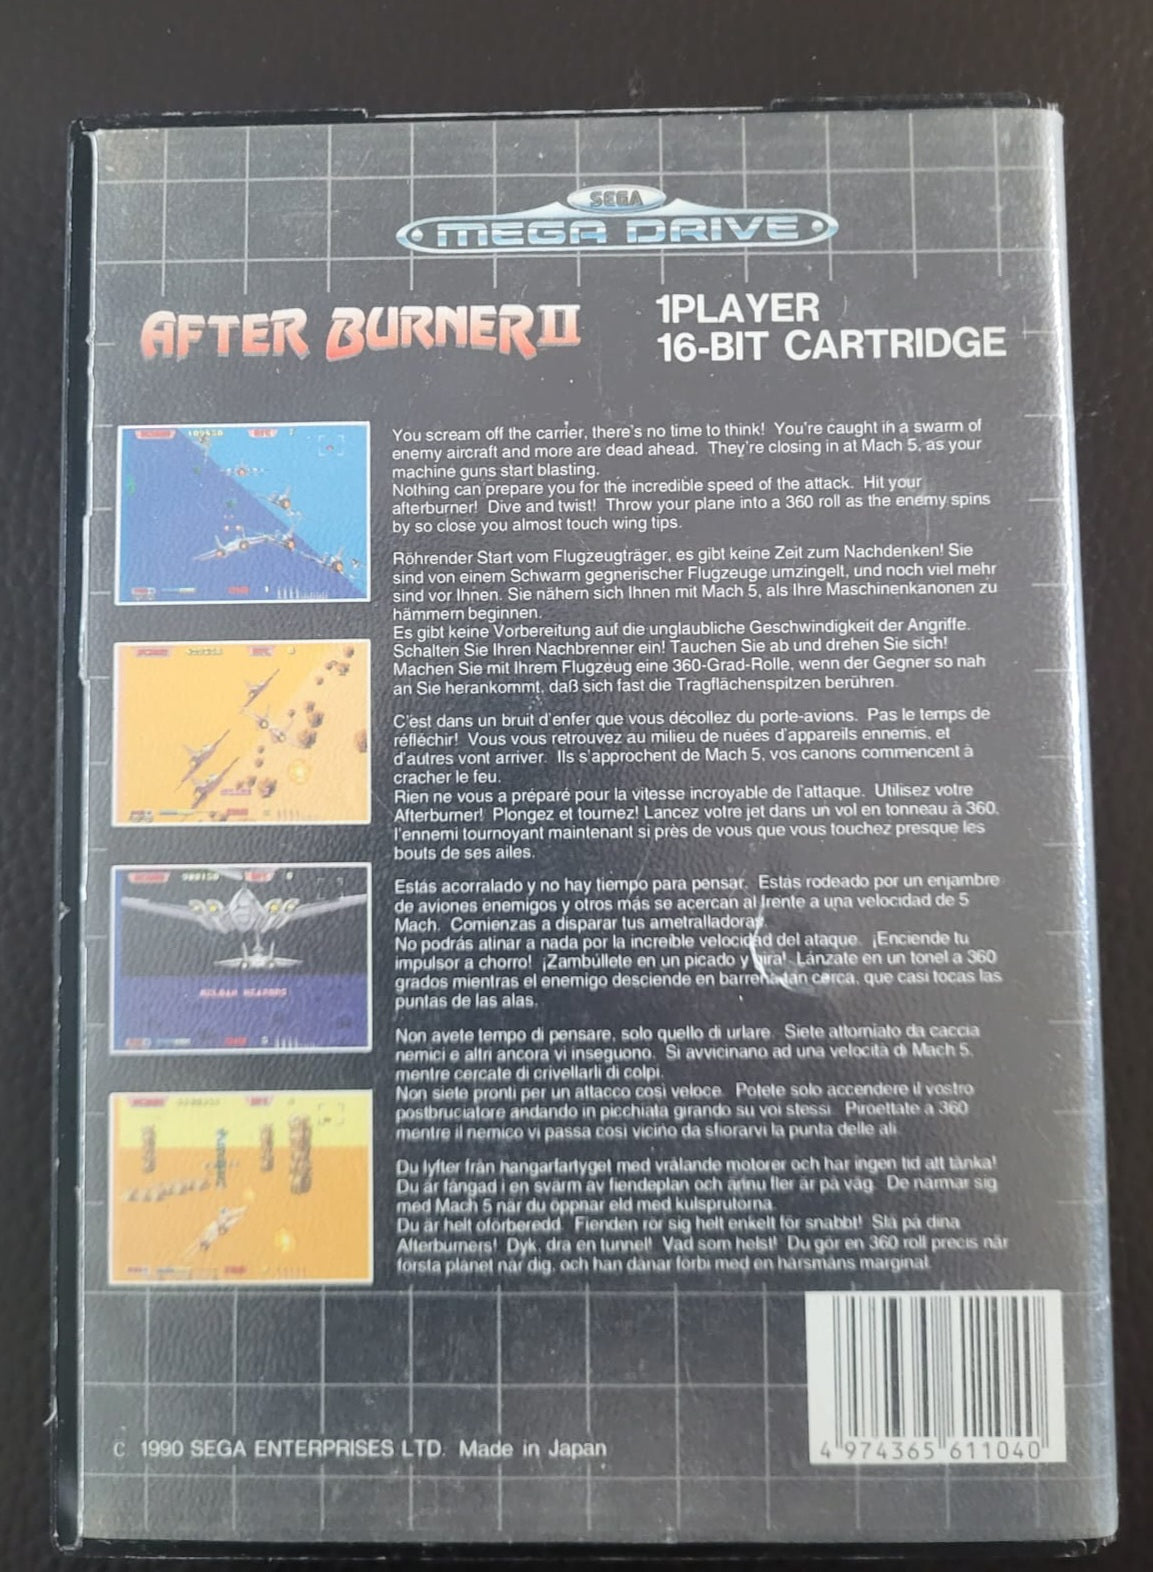 SEGA
MEGA DRIVE
AFTER BURNER II
1PLAYER
16-BIT CARTRIDGE
You scream off the carrier, there's no time to think! You're caught in a swarm of
enemy aircraft and more are dead ahead. They're closing in at Mach 5, as your
machine guns start blasting.
Nothing can prepare you for the incredible speed of the attack. Hit your
afterburner! Dive and twist! Throw your plane into a 360 roll as the enemy spins
by so close you almost touch wing tips.
Röhrender Start vom Flugzeugträger, es gibt keine Zeit zum Nachdenken! Sie
sind von einem Schwarm gegnerischer Flugzeuge umzingelt, und noch viel mehr
sind vor Ihnen. Sie nähern sich Ihnen mit Mach 5, als Ihre Maschinenkanonen zu
hämmern beginnen.
Es gibt keine Vorbereitung auf die unglaubliche Geschwindigkeit der Angriffe.
Schalten Sie Ihren Nachbrenner ein! Tauchen Sie ab und drehen Sie sich!
Machen Sie mit Ihrem Flugzeug eine 360-Grad-Rolle, wenn der Gegner so nah
an Sie herankommt, daß sich fast die Tragflächenspitzen berühren.
C'est dans un bruit d'enfer que vous décollez du porte-avions. Pas le temps de
réfléchir! Vous vous retrouvez au milieu de nuées d'appareils ennemis, et
d'autres vont arriver. Ils s'approchent de Mach 5, vos canons commencent à
cracher le feu.
Rien ne vous a préparé pour la vitesse incroyable de l'attaque. Utilisez votre
Afterburner! Plongez et tournez! Lancez votre jet dans un vol en tonneau à 360,
l'ennemi tournoyant maintenant si près de vous que vous touchez presque les
bouts de ses ailes.
Estás acorralado y no hay tiempo para pensar. Estás rodeado por un enjambre
de aviones enemigos y otros más se acercan al frente a una velocidad de 5
Mach. Comienzas a disparar tus ametralladoras.
No podrás atinar a nada por la increible velocidad del ataque. ¡Enciende tu
impulsor a chorro! ¡Zambúllete en un picado y gira! Lánzate en un tonel a 360
grados mientras el enemigo desciende en barrena tan cerca, que casi tocas las
puntas de las alas.
Non avete tempo di pensare, solo quello di urlare. Siete attorniato da caccia
nemici e altri ancora vi inseguono. Si avvicinano ad una velocità di Mach 5,
mentre cercate di crivellarli di colpi.
Non siete pronti per un attacco così veloce. Potete solo accendere il vostro
postbruciatore andando in picchiata girando su voi stessi. Piroettate a 360
mentre il nemico vi passa così vicino da sfiorarvi la punta delle ali.
Du lyfter från hangarfartyget med vrålande motorer och har ingen tid att tänka!
Du är fångad i en svärm av fiendeplan och ännu fler är på väg. De närmar sig
med Mach 5 när du öppnar eld med kulsprutorna.
Du är helt oförberedd. Fienden rör sig helt enkelt för snabbt! Slå på dina
Afterburners! Dyk, dra en tunnel! Vad som helst! Du gör en 360 roll precis när
första planet når dig, och han dånar förbi med en hårsmåns marginal.
C 1990 SEGA ENTERPRISES LTD. Made in Japan
4 974365 611040